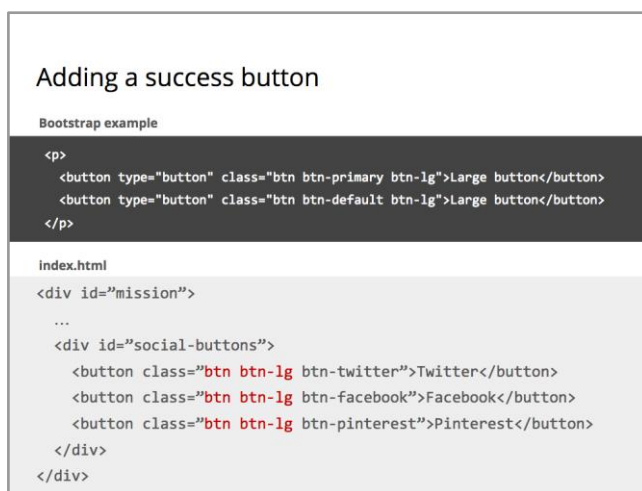 Adding a success button
Bootstrap example
<p>
<button type="button" class="btn btn-primary btn-lg">Large button</button>
<button type="button" class="btn btn-default btn-lg">Large button</button>
</p>
index.html
<div id=”mission”>
...
<div id=”social-buttons”>
<button class=”btn btn-lg btn-twitter”>Twitter</button>
<button class=”btn btn-lg btn-facebook”>Facebook</button>
<button class=”btn btn-lg btn-pinterest”>Pinterest</button>
</div>
</div>